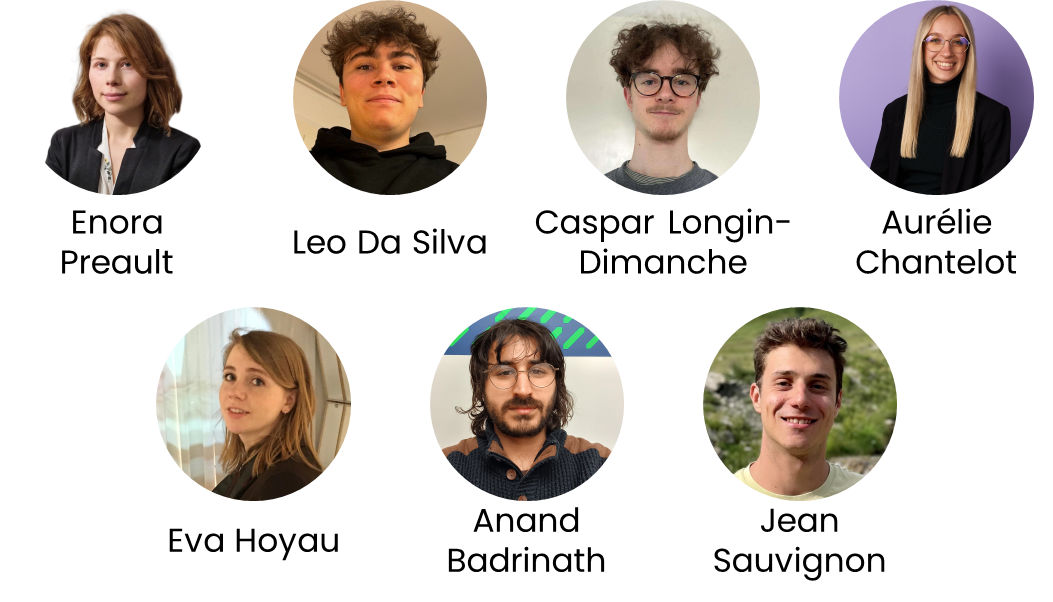 Enora
Preault
Leo Da Silva
Caspar Longin-
Dimanche
Aurélie
Chantelot
Eva Hoyau
Anand
Badrinath
Jean
Sauvignon